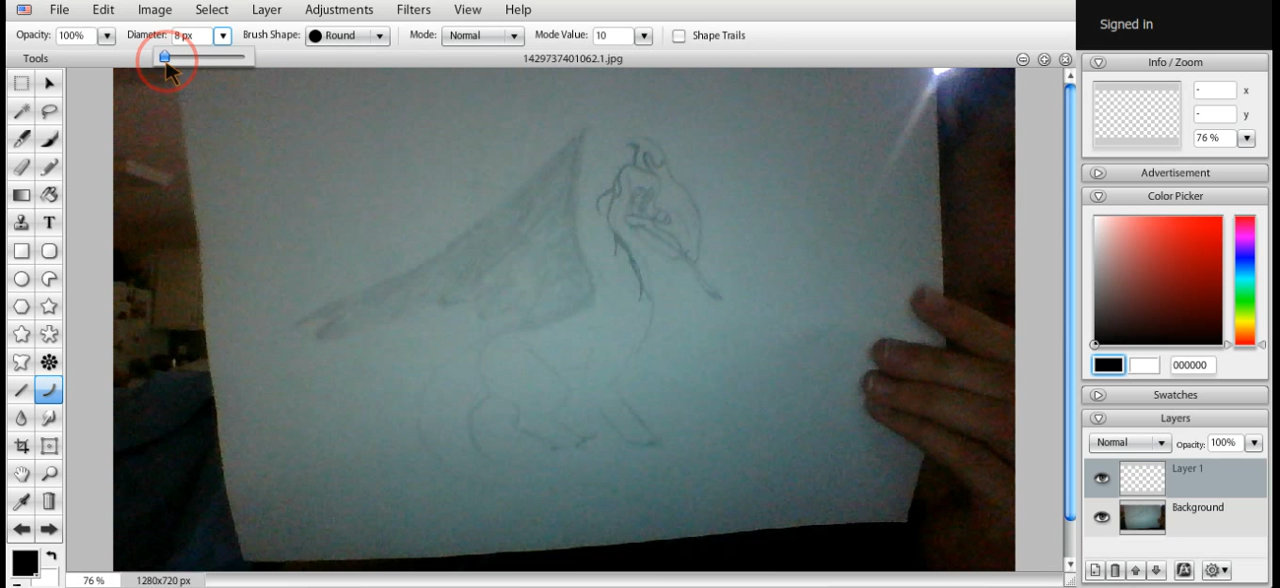 File Edit Image Select Layer Adjustments Filters View Help
Signed In
Opacity: 100% Diameter: 8 px Brush Shape: Round Mode: Normal Mode Value: 10 Shape Trails
Tools
1429737401062.1.jpg
Info / Zoom
- x
- y
76 %
Advertisement
Color Picker
000000
Swatches
Layers
Normal Opacity: 100%
Layer 1
Background
T
76 % 1280x720 px